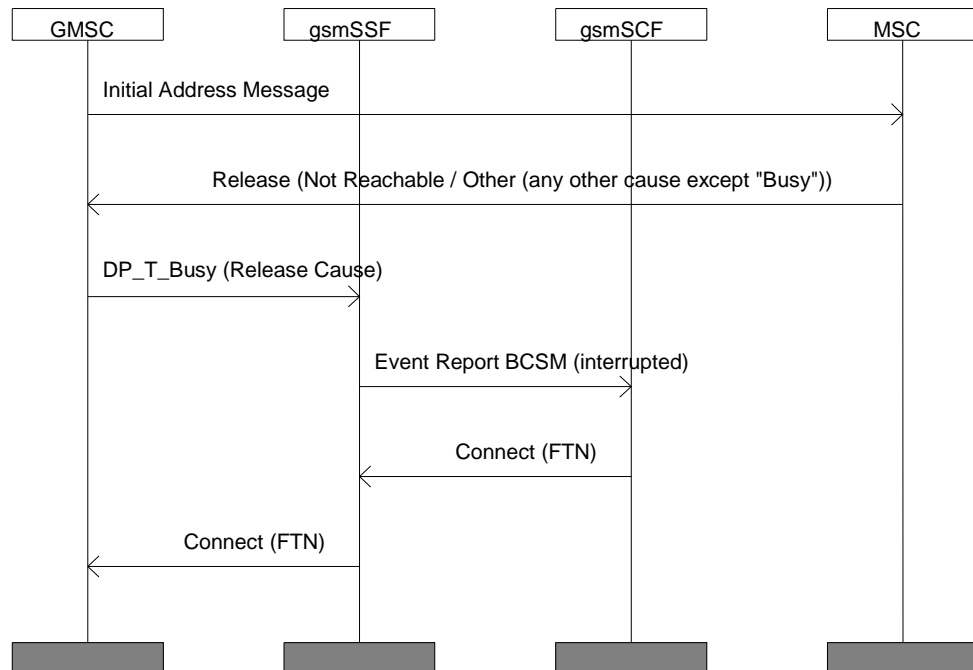 GMSC gsmSSF gsmSCF MSC
Initial Address Message
Release (Not Reachable / Other (any other cause except "Busy"))
DP_T_Busy (Release Cause)
Event Report BCSM (interrupted)
Connect (FTN)
Connect (FTN)